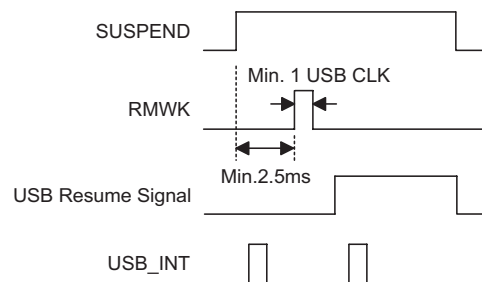 SUSPEND
Min. 1 USB CLK
RMWK
Min.2.5ms
USB Resume Signal
USB_INT